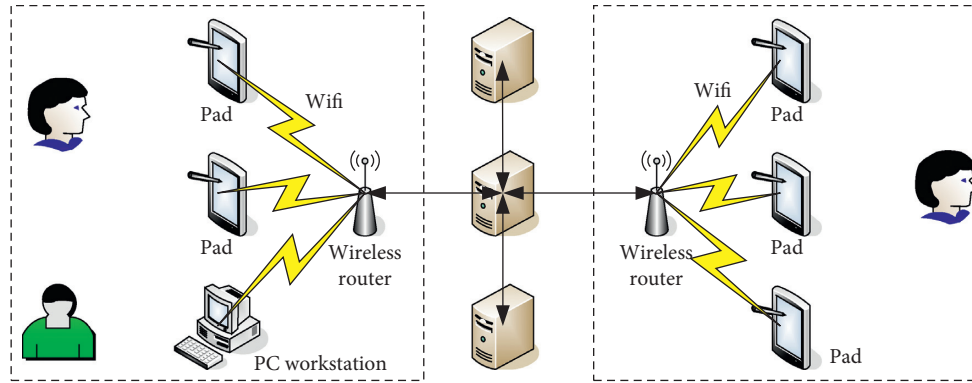 Pad
Wifi
Pad
Wireless
router
PC workstation
Wifi
Pad
Pad
Wireless
router
Pad